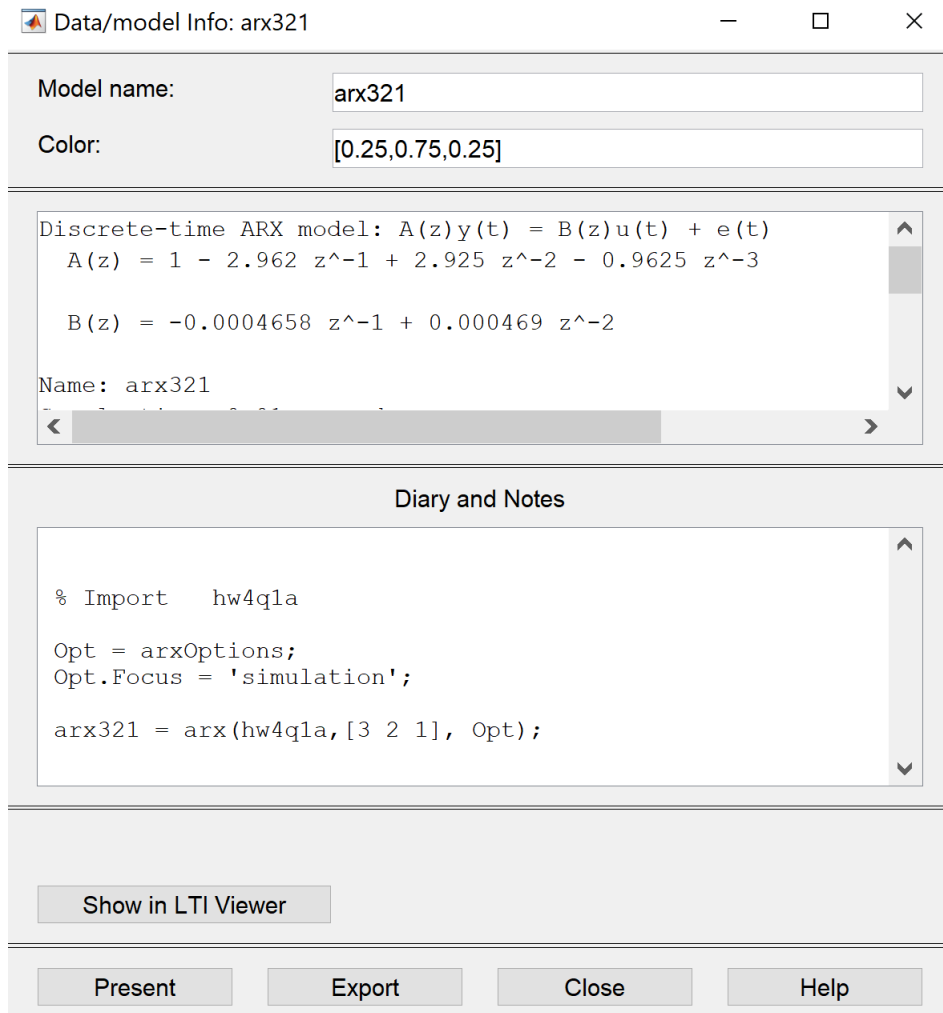 Data/model Info: arx321
Model name:
arx321
Color:
[0.25,0.75,0.25]
Discrete-time ARX model: A(z)y(t) = B(z)u(t) + e(t)
A(z) = 1 - 2.962 z^-1 + 2.925 z^-2 - 0.9625 z^-3
B(z) = -0.0004658 z^-1 + 0.000469 z^-2
Name: arx321
Diary and Notes
% Import   hw4q1a
Opt = arxOptions;
Opt.Focus = 'simulation';
arx321 = arx(hw4q1a,[3 2 1], Opt);
Show in LTI Viewer
Present
Export
Close
Help